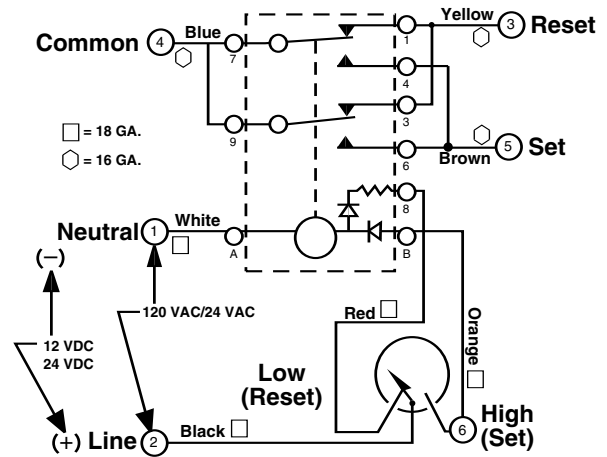 Common
4
Blue
7
1
Yellow
3
Reset
4
9
3
= 18 GA.
= 16 GA.
6
Brown
5
Set
8
Neutral
1
White
A
B
(−)
120 VAC/24 VAC
12 VDC
24 VDC
Red
Orange
Low
(Reset)
High
(Set)
6
(+)
Line
2
Black